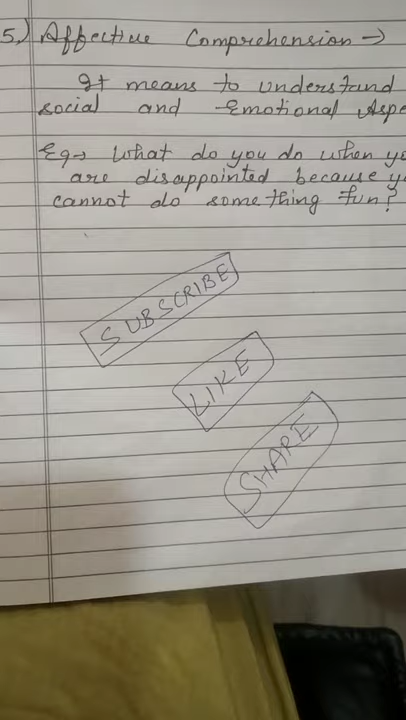 5.) Affective Comprehension →
It means to understand
social and Emotional Aspe
Eg→ What do you do when yo
are disappointed because y
cannot do something fun?
SUBSCRIBE
LIKE
SHARE